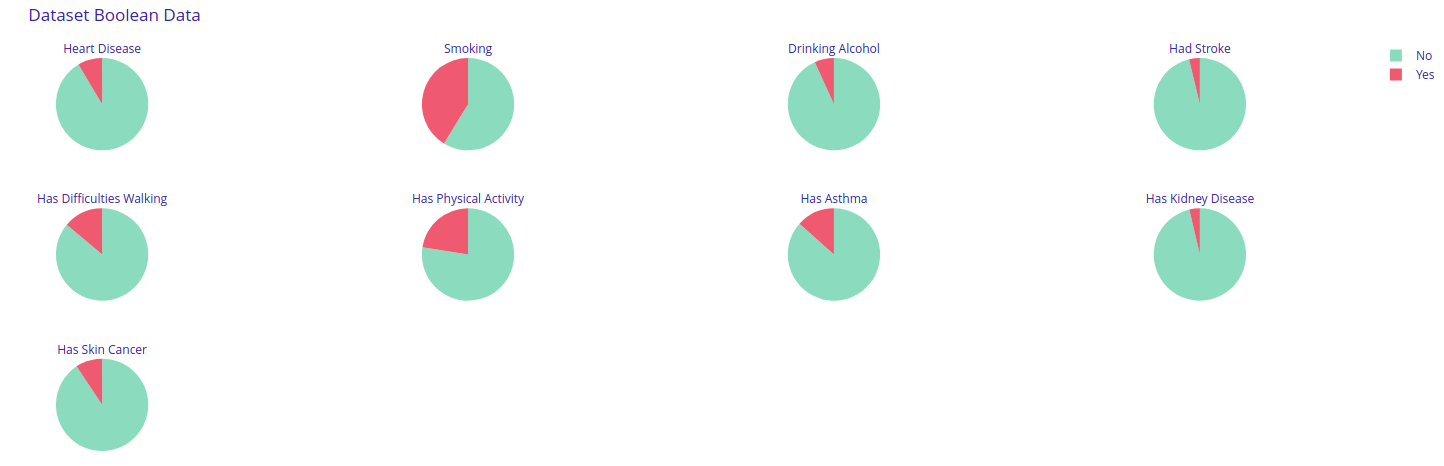 Dataset Boolean Data
Heart Disease
Smoking
Drinking Alcohol
Had Stroke
No
Yes
Has Difficulties Walking
Has Physical Activity
Has Asthma
Has Kidney Disease
Has Skin Cancer